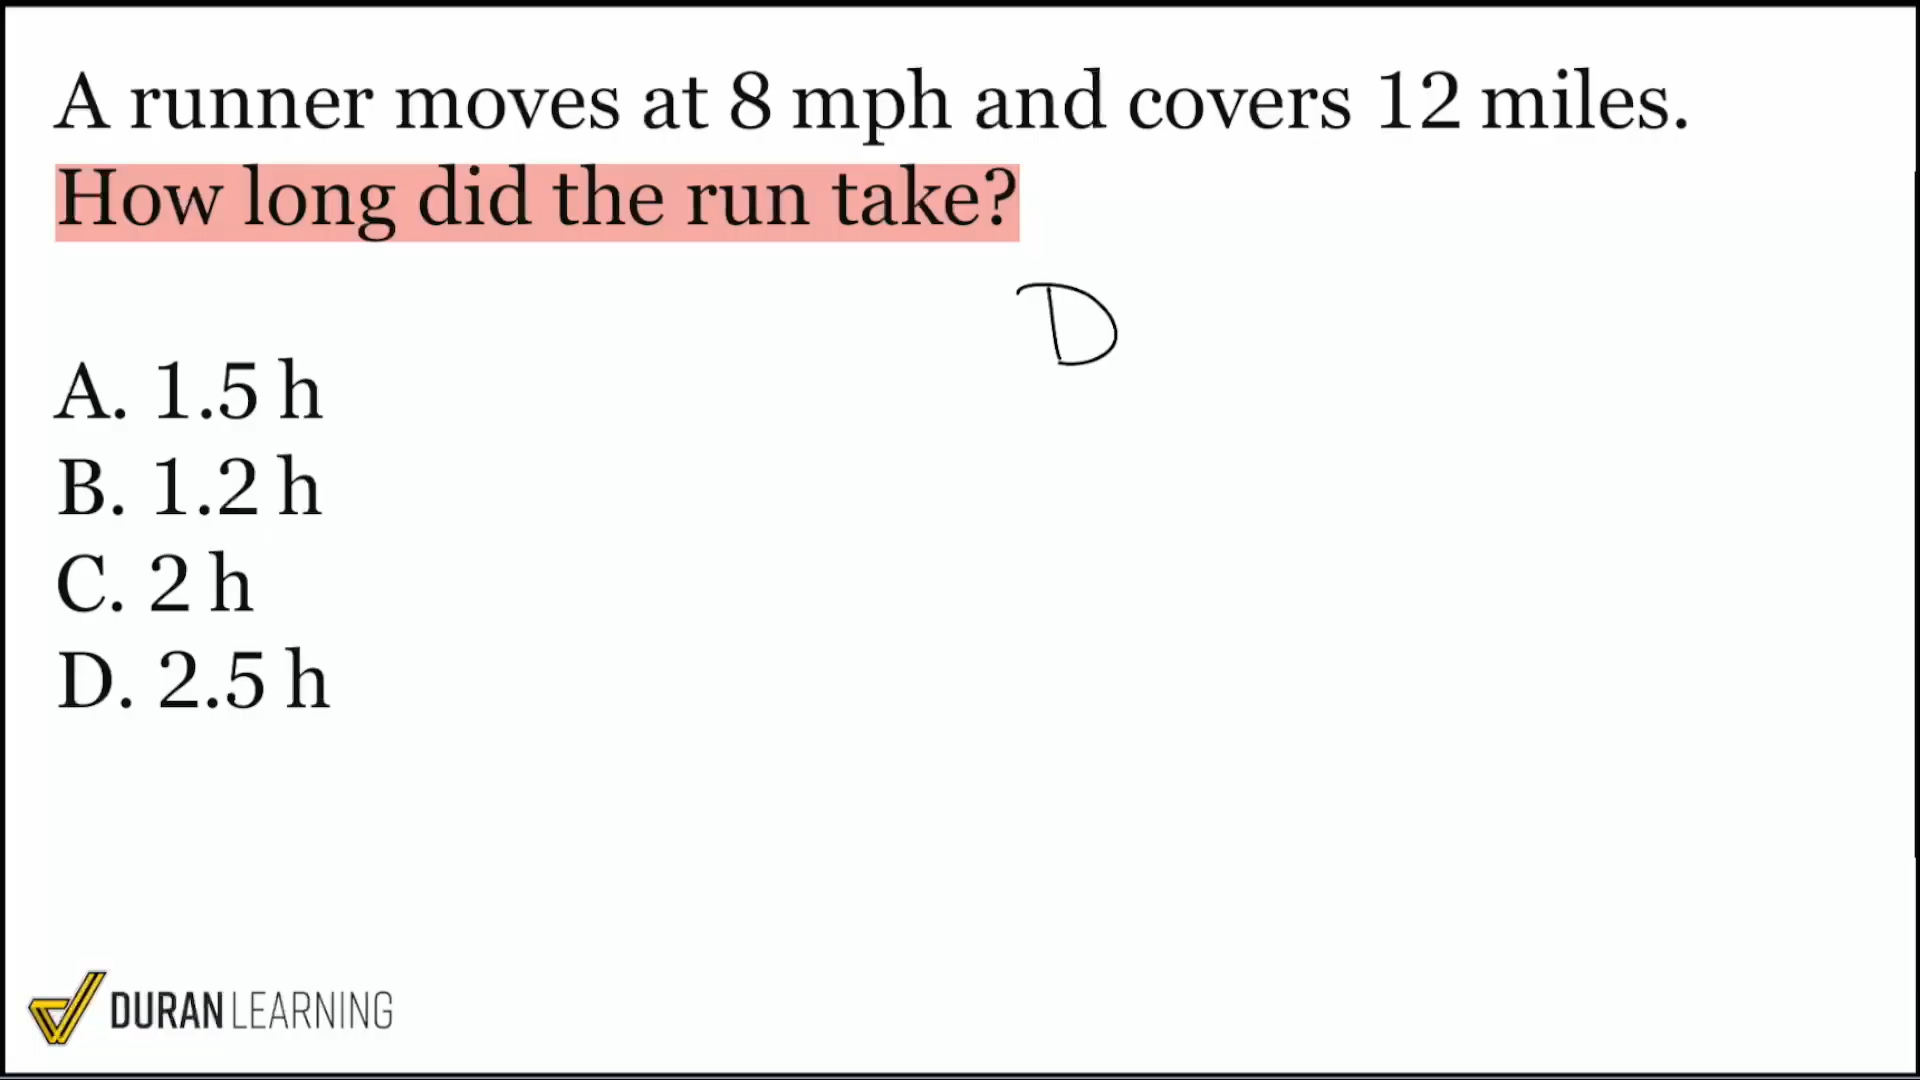 A runner moves at 8 mph and covers 12 miles.
How long did the run take?
D
A. 1.5 h
B. 1.2 h
C. 2 h
D. 2.5 h
DURAN LEARNING